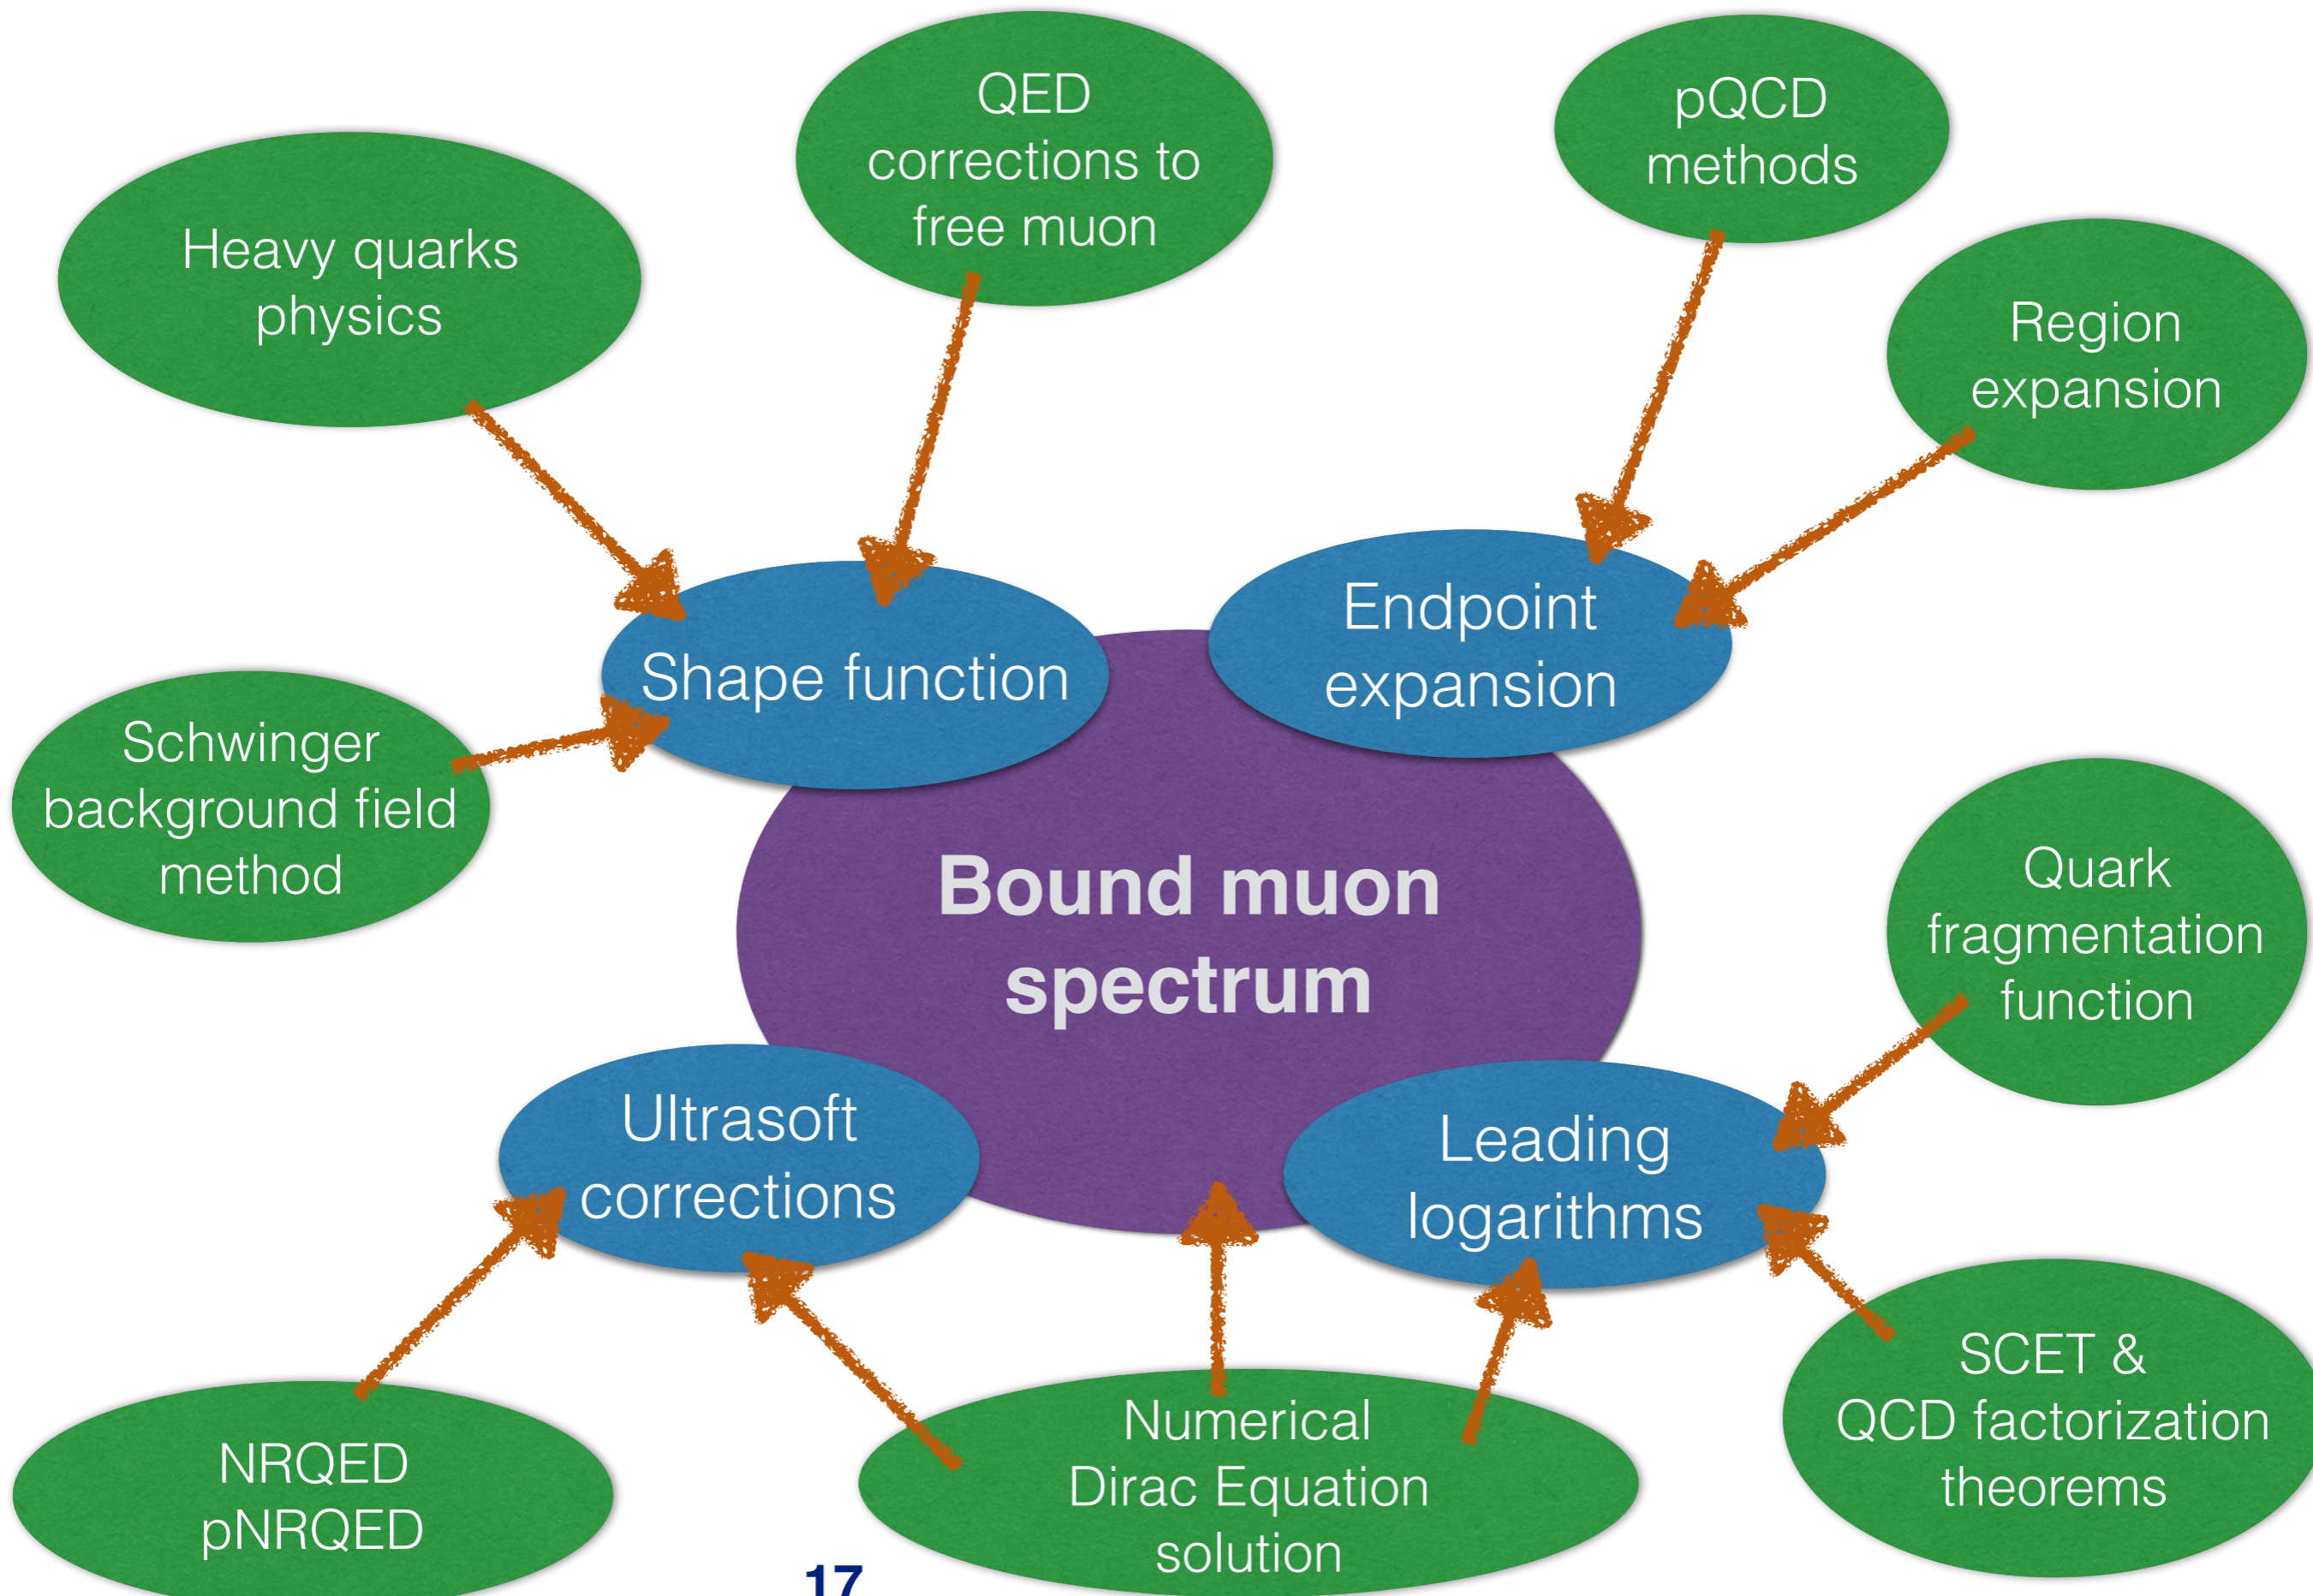 QED
corrections to
free muon
pQCD
methods
Heavy quarks
physics
Region
expansion
Endpoint
expansion
Shape function
Schwinger
background field
method
Bound muon
spectrum
Quark
fragmentation
function
Ultrasoft
corrections
Leading
logarithms
SCET &
QCD factorization
theorems
Numerical
Dirac Equation
solution
NRQED
pNRQED
17